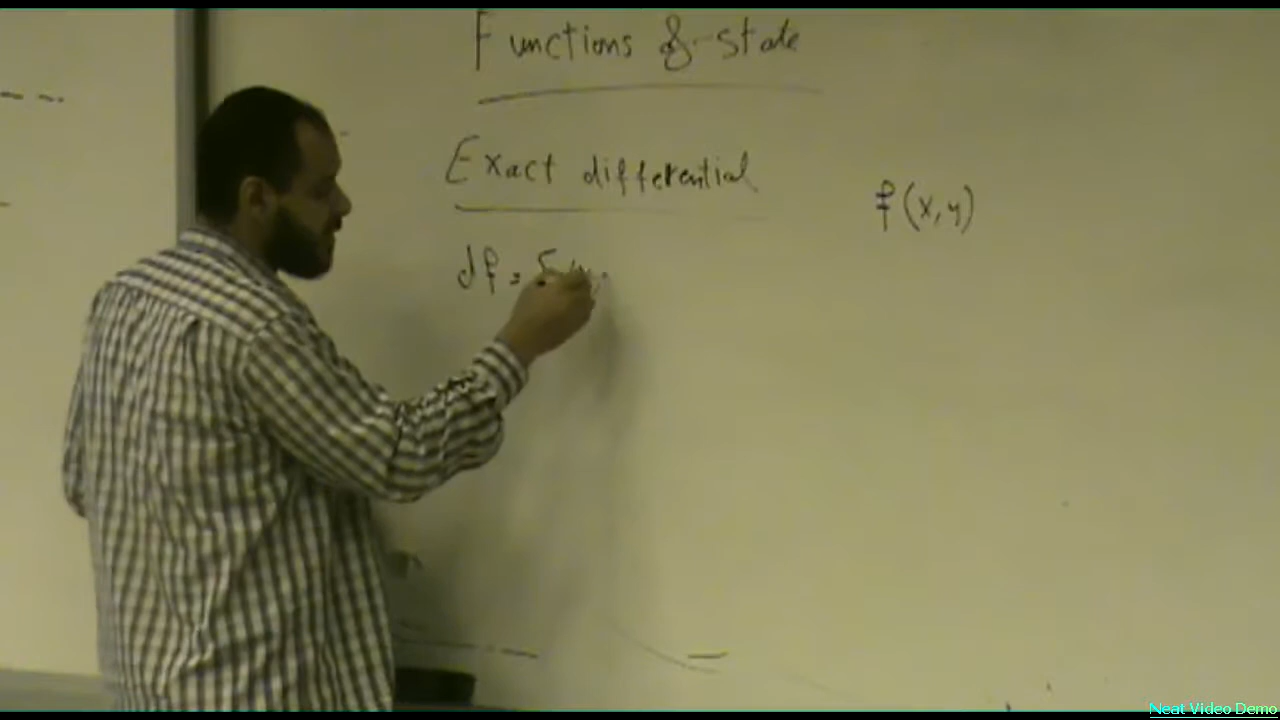 Functions of state
Exact differential
f(x,y)
df =
Neat Video Demo